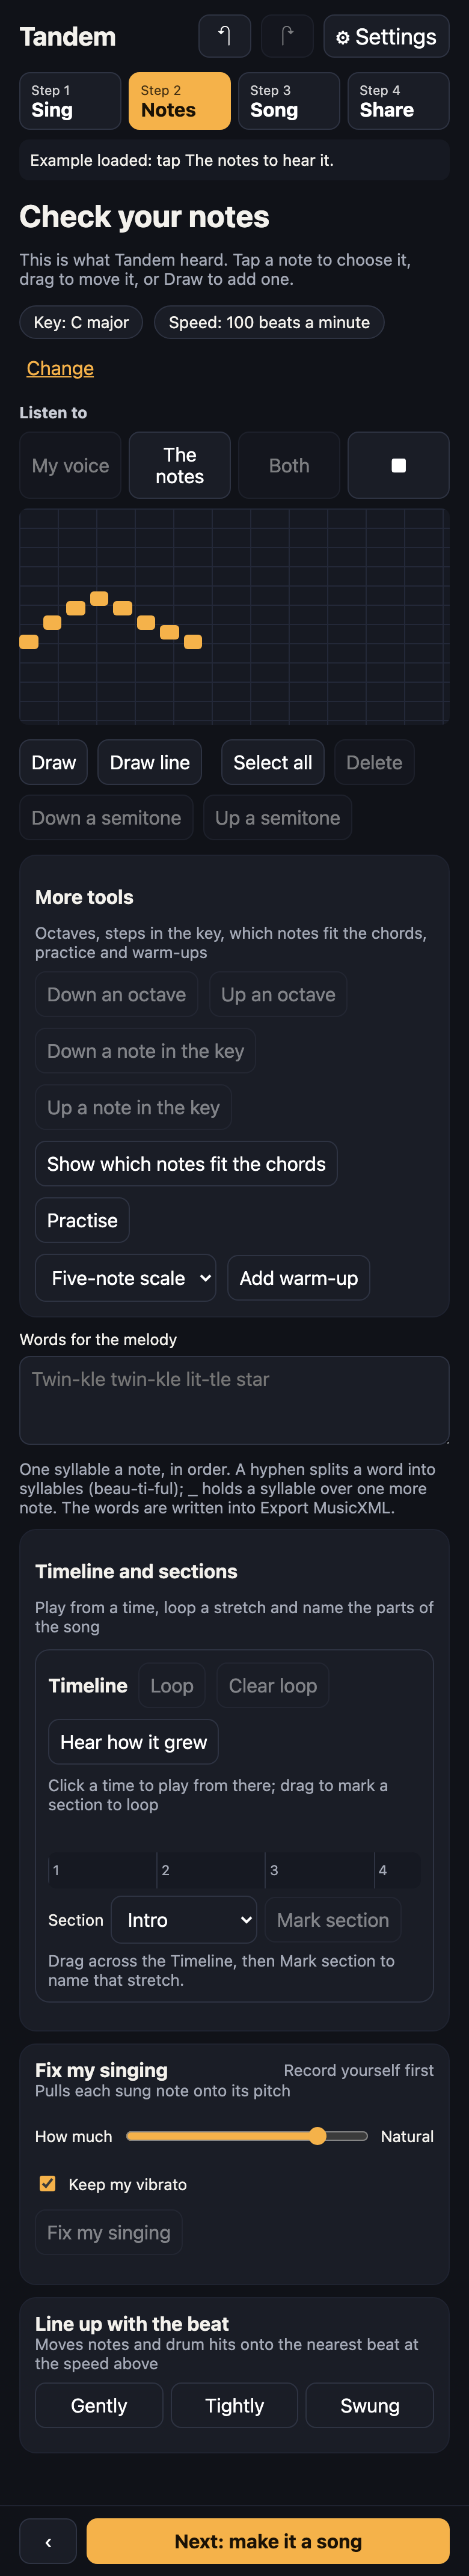 Tandem
⚙ Settings
Step 1
Sing
Step 2
Notes
Step 3
Song
Step 4
Share
Example loaded: tap The notes to hear it.
Check your notes
This is what Tandem heard. Tap a note to choose it,
drag to move it, or Draw to add one.
Key: C major
Speed: 100 beats a minute
Change
Listen to
My voice
The
notes
Both
Draw
Draw line
Select all
Delete
Down a semitone
Up a semitone
More tools
Octaves, steps in the key, which notes fit the chords,
practice and warm-ups
Down an octave
Up an octave
Down a note in the key
Up a note in the key
Show which notes fit the chords
Practise
Five-note scale
Add warm-up
Words for the melody
Twin-kle twin-kle lit-tle star
One syllable a note, in order. A hyphen splits a word into
syllables (beau-ti-ful); _ holds a syllable over one more
note. The words are written into Export MusicXML.
Timeline and sections
Play from a time, loop a stretch and name the parts of
the song
Timeline
Loop
Clear loop
Hear how it grew
Click a time to play from there; drag to mark a
section to loop
1
2
3
4
Section
Intro
Mark section
Drag across the Timeline, then Mark section to
name that stretch.
Fix my singing
Record yourself first
Pulls each sung note onto its pitch
How much
Natural
Keep my vibrato
Fix my singing
Line up with the beat
Moves notes and drum hits onto the nearest beat at
the speed above
Gently
Tightly
Swung
‹
Next: make it a song